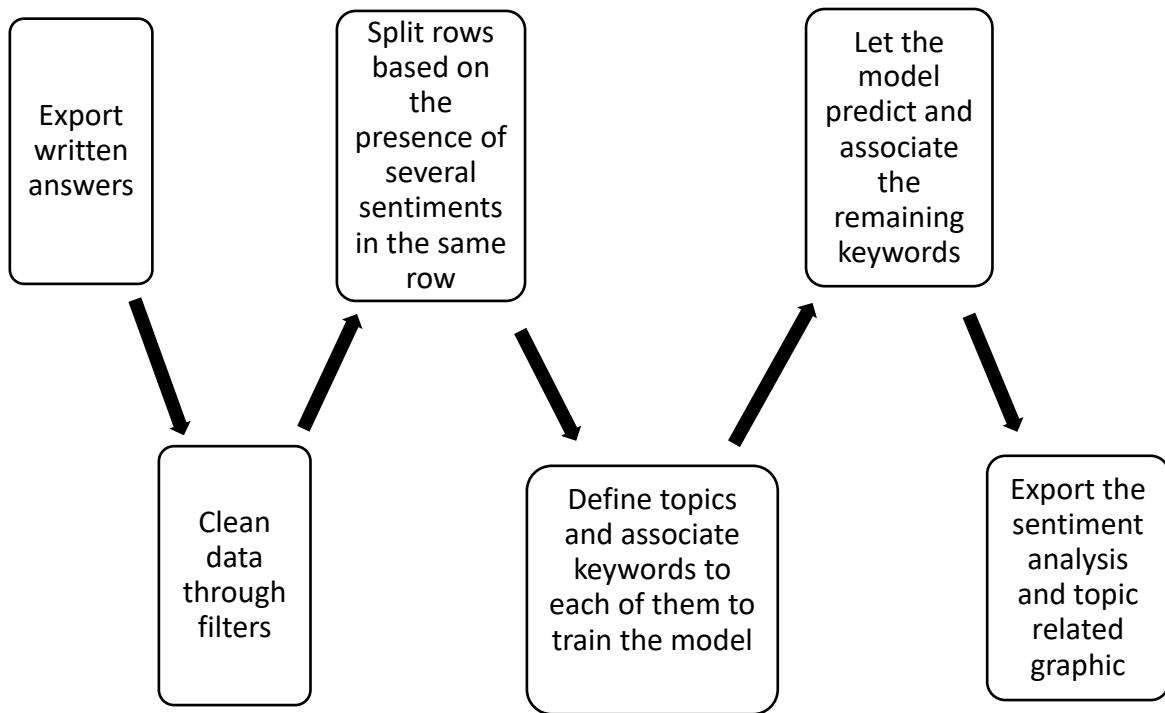 Export
written
answers
Clean
data
through
filters
Split rows
based on
the
presence of
several
sentiments
in the same
row
Define topics
and associate
keywords to
each of them to
train the model
Let the
model
predict and
associate
the
remaining
keywords
Export the
sentiment
analysis
and topic
related
graphic